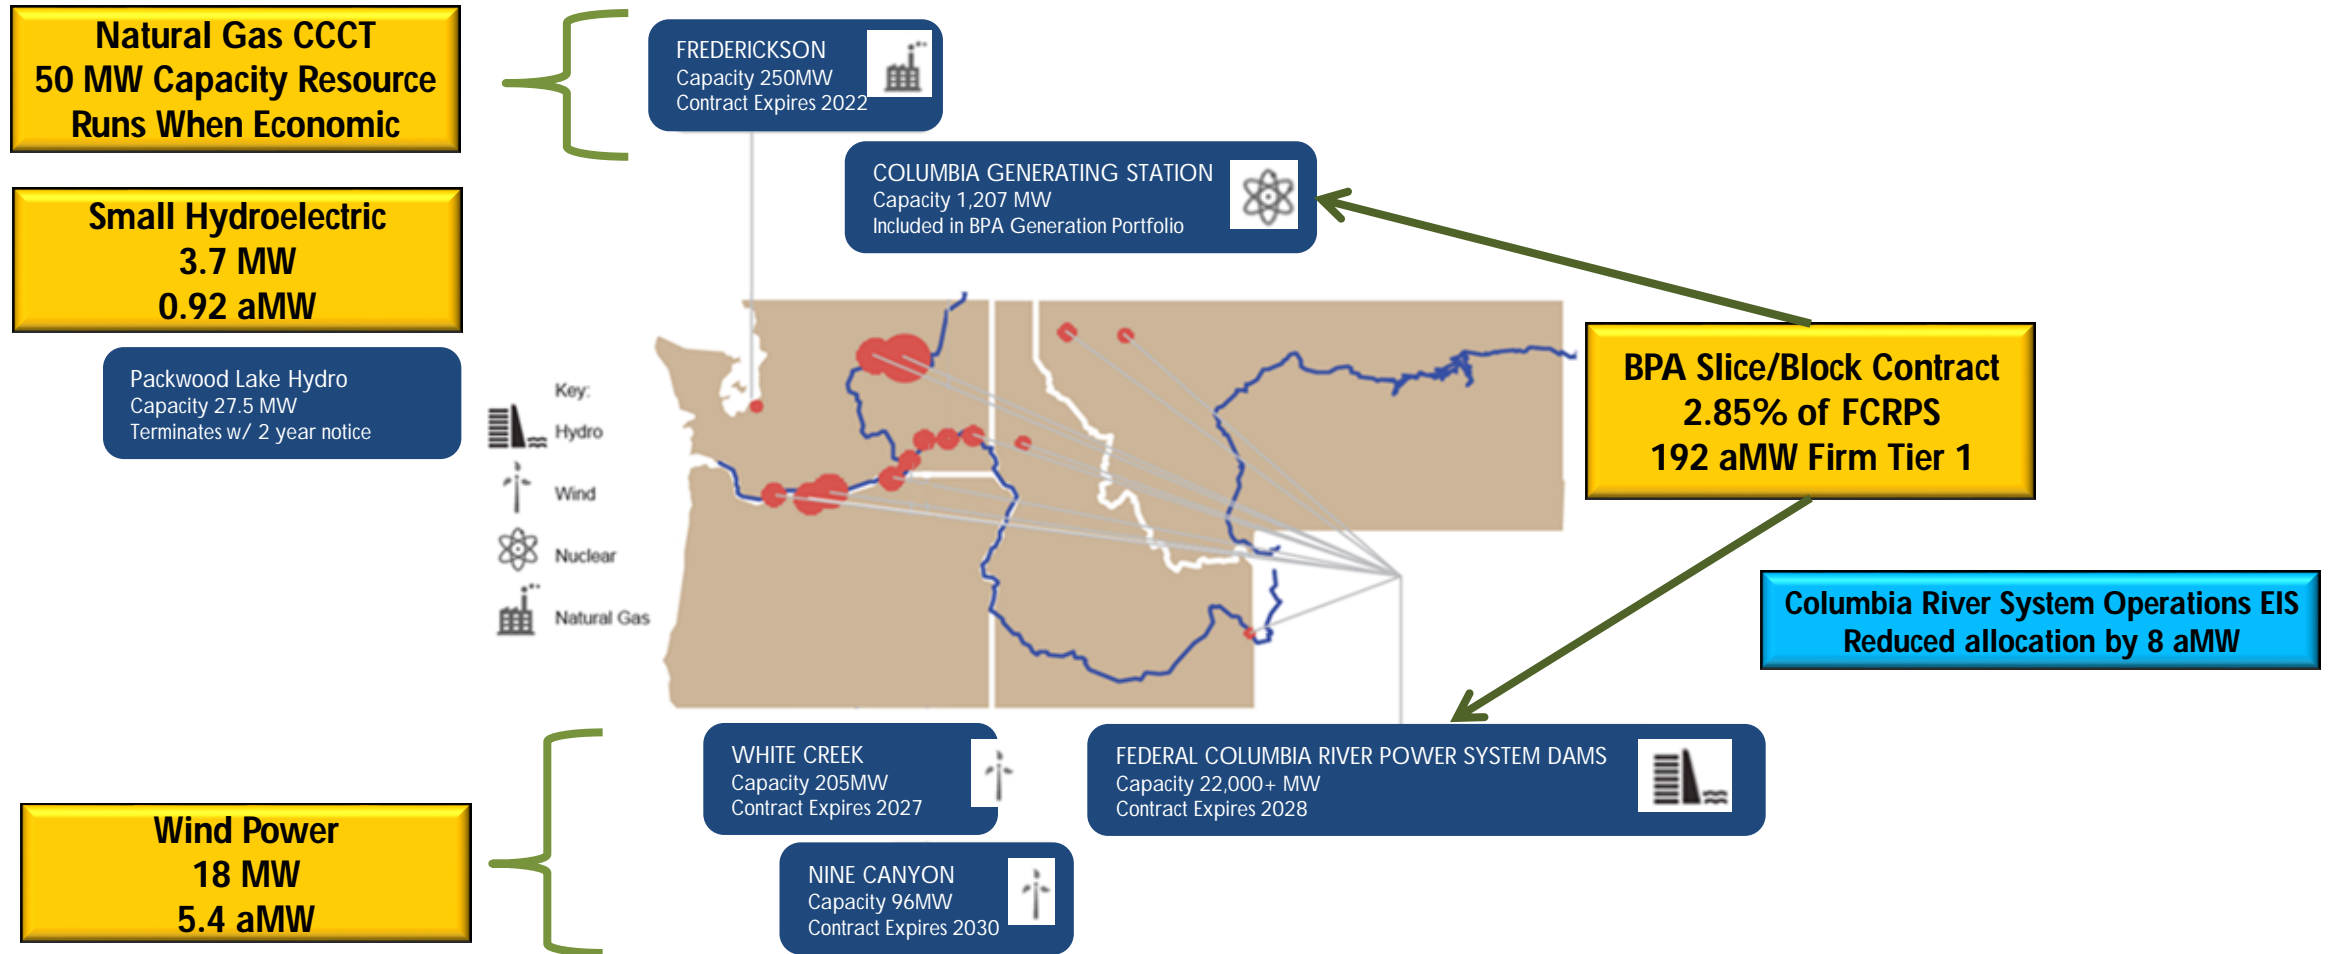 Natural Gas CCCT
50 MW Capacity Resource
Runs When Economic
FREDERICKSON
Capacity 250MW
Contract Expires 2022
COLUMBIA GENERATING STATION
Capacity 1,207 MW
Included in BPA Generation Portfolio
Small Hydroelectric
3.7 MW
0.92 aMW
Packwood Lake Hydro
Capacity 27.5 MW
Terminates w/ 2 year notice
Key:
Hydro
Wind
Nuclear
Natural Gas
BPA Slice/Block Contract
2.85% of FCRPS
192 aMW Firm Tier 1
Columbia River System Operations EIS
Reduced allocation by 8 aMW
Wind Power
18 MW
5.4 aMW
WHITE CREEK
Capacity 205MW
Contract Expires 2027
NINE CANYON
Capacity 96MW
Contract Expires 2030
FEDERAL COLUMBIA RIVER POWER SYSTEM DAMS
Capacity 22,000+ MW
Contract Expires 2028